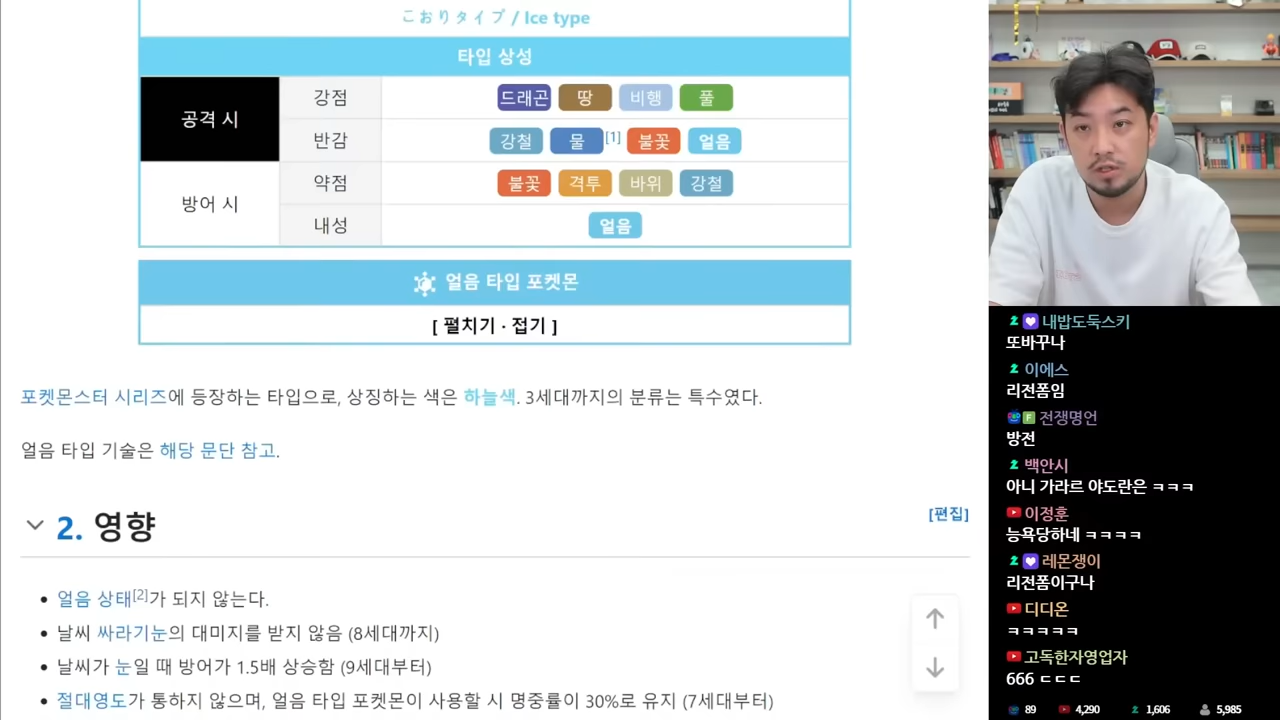 こおりタイプ / Ice type
타입 상성
공격 시
강점
드래곤 땅 비행 풀
반감
강철 물[1] 불꽃 얼음
방어 시
약점
불꽃 격투 바위 강철
내성
얼음
얼음 타입 포켓몬
[ 펼치기 · 접기 ]
포켓몬스터 시리즈에 등장하는 타입으로, 상징하는 색은 하늘색. 3세대까지의 분류는 특수였다.
얼음 타입 기술은 해당 문단 참고.
2. 영향
[편집]
• 얼음 상태[2]가 되지 않는다.
• 날씨 싸라기눈의 대미지를 받지 않음 (8세대까지)
• 날씨가 눈일 때 방어가 1.5배 상승함 (9세대부터)
• 절대영도가 통하지 않으며, 얼음 타입 포켓몬이 사용할 시 명중률이 30%로 유지 (7세대부터)
내밥도둑스키
또바꾸나
이에스
리전폼임
전쟁명언
방전
백안시
아니 가라르 야도란은 ㅋㅋㅋ
이정훈
능욕당하네 ㅋㅋㅋㅋ
레몬쟁이
리전폼이구나
디디온
ㅋㅋㅋㅋㅋ
고독한자영업자
666 ㄷㄷㄷ
89 4,290 1,606 5,985